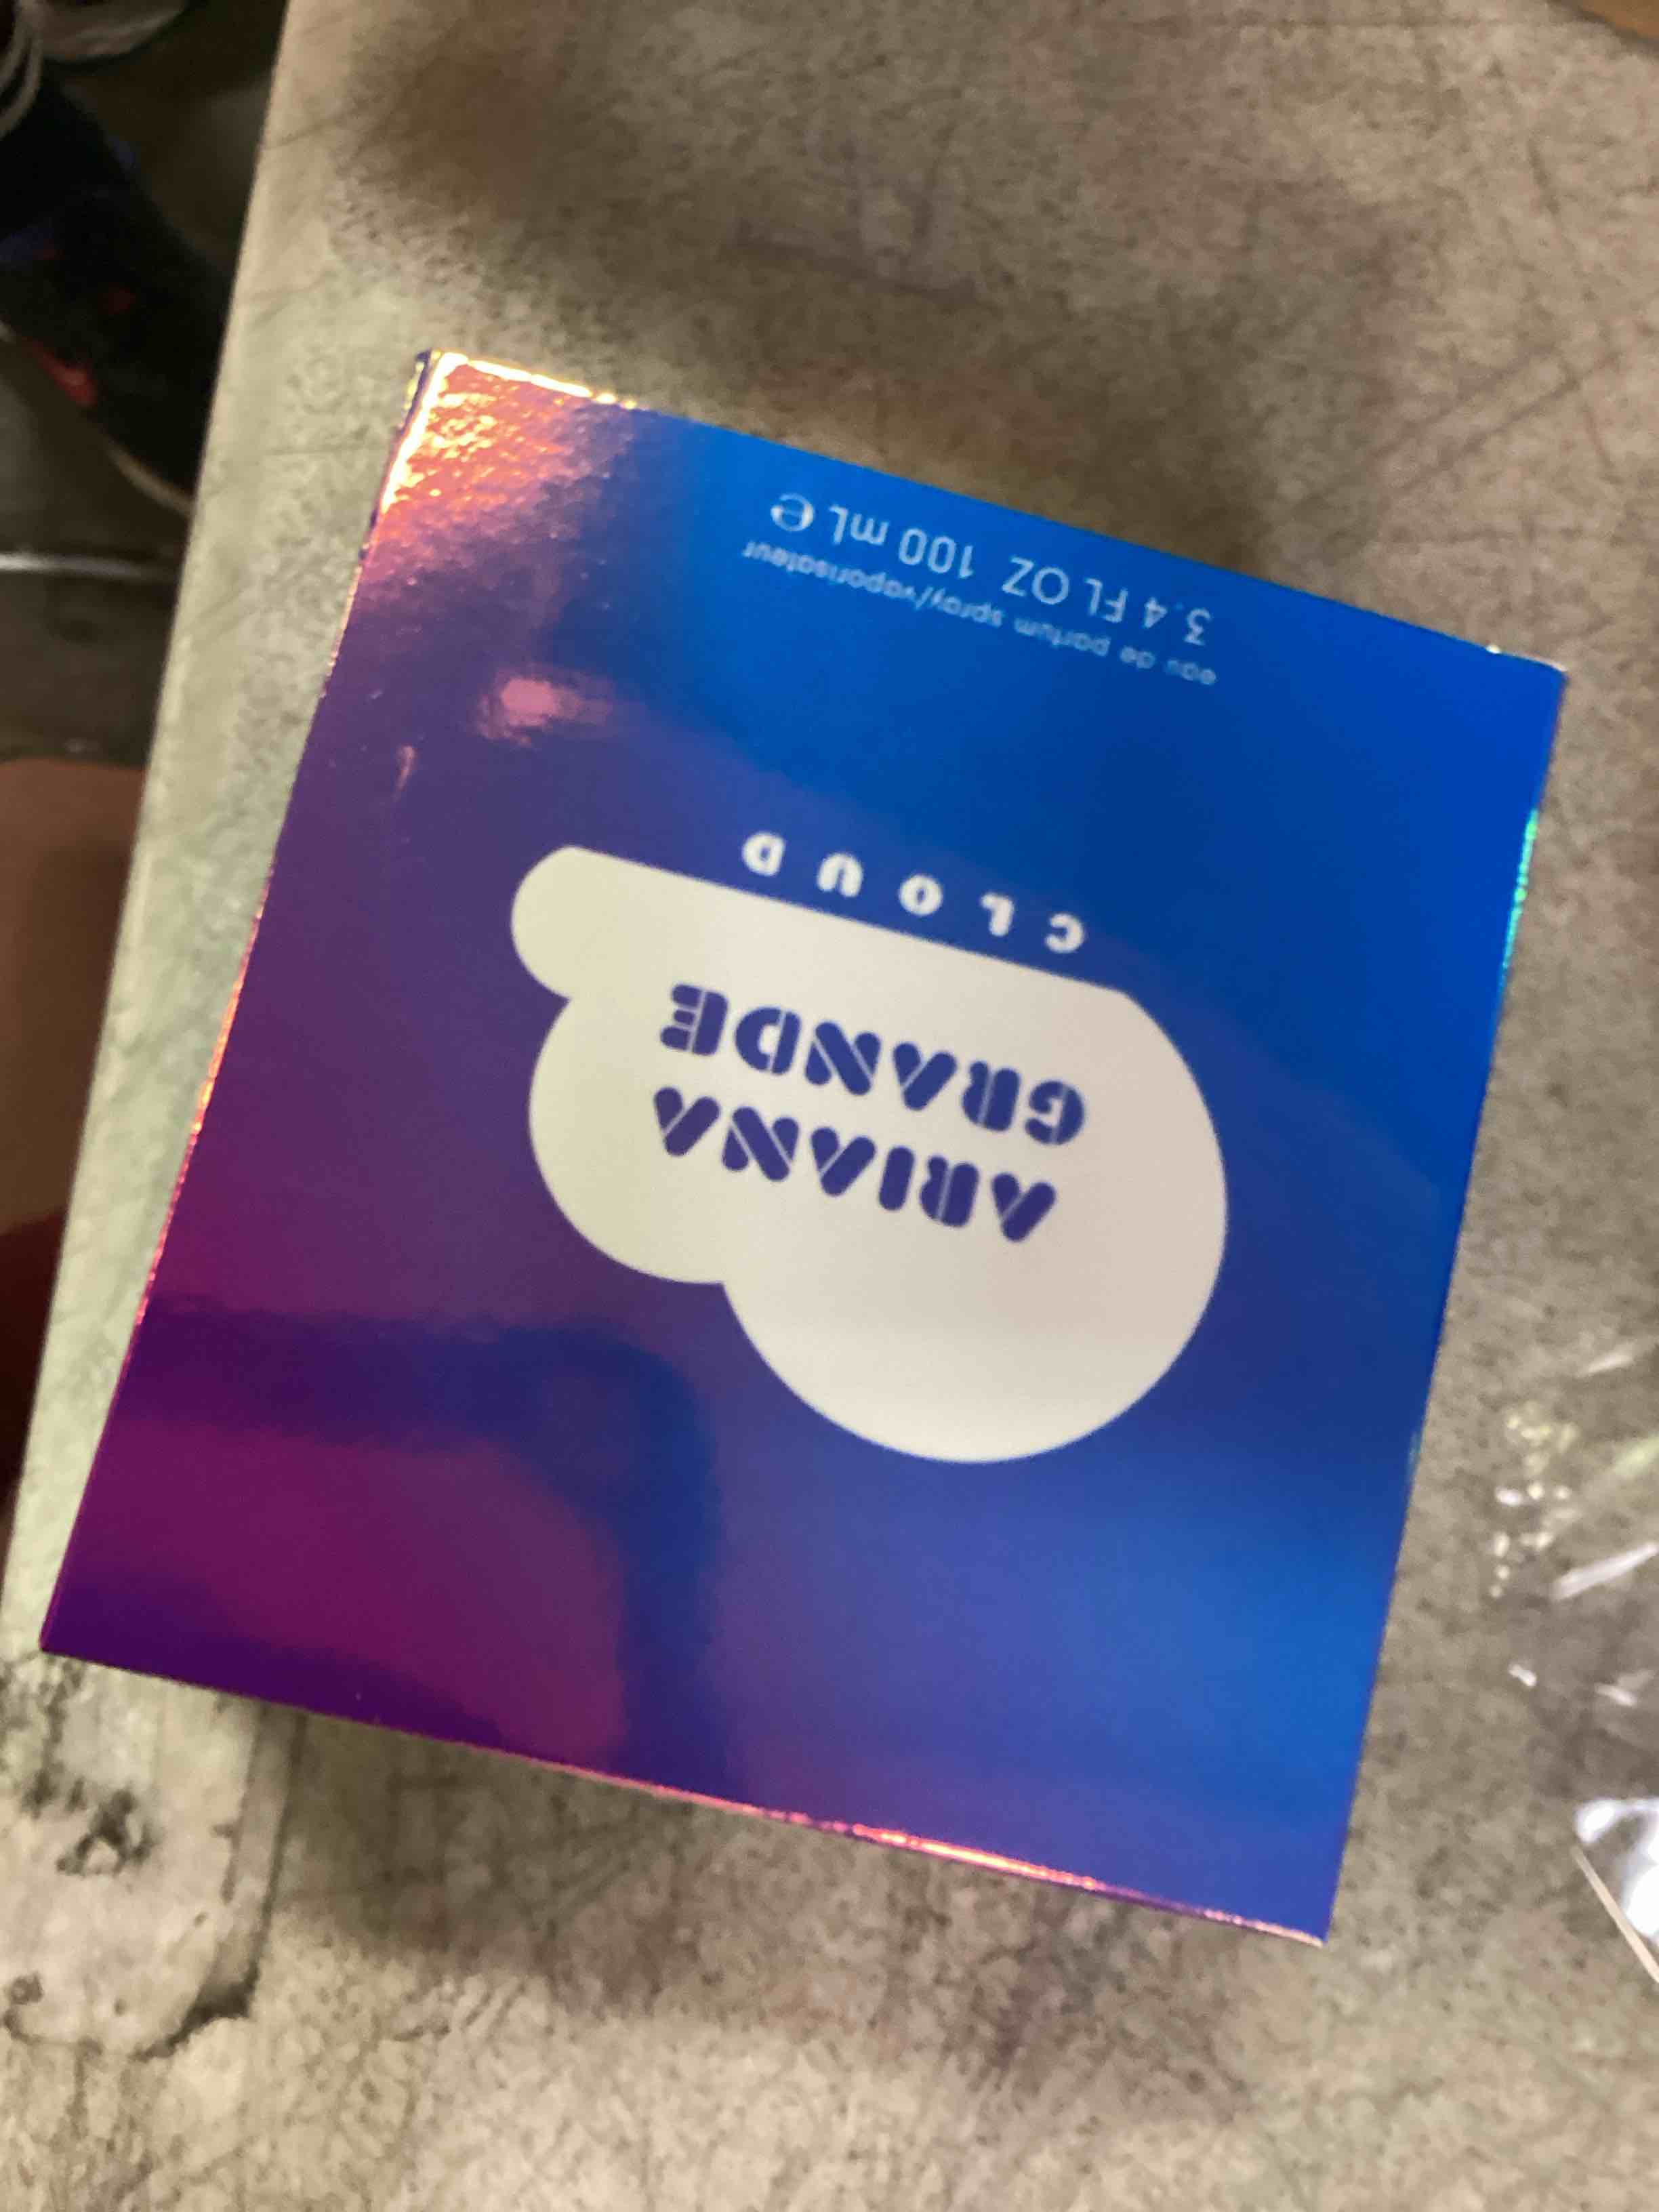 ARIANA
GRANDE
CLOUD
eau de parfum spray/vaporisateur
3.4 FL OZ 100 mL ℮